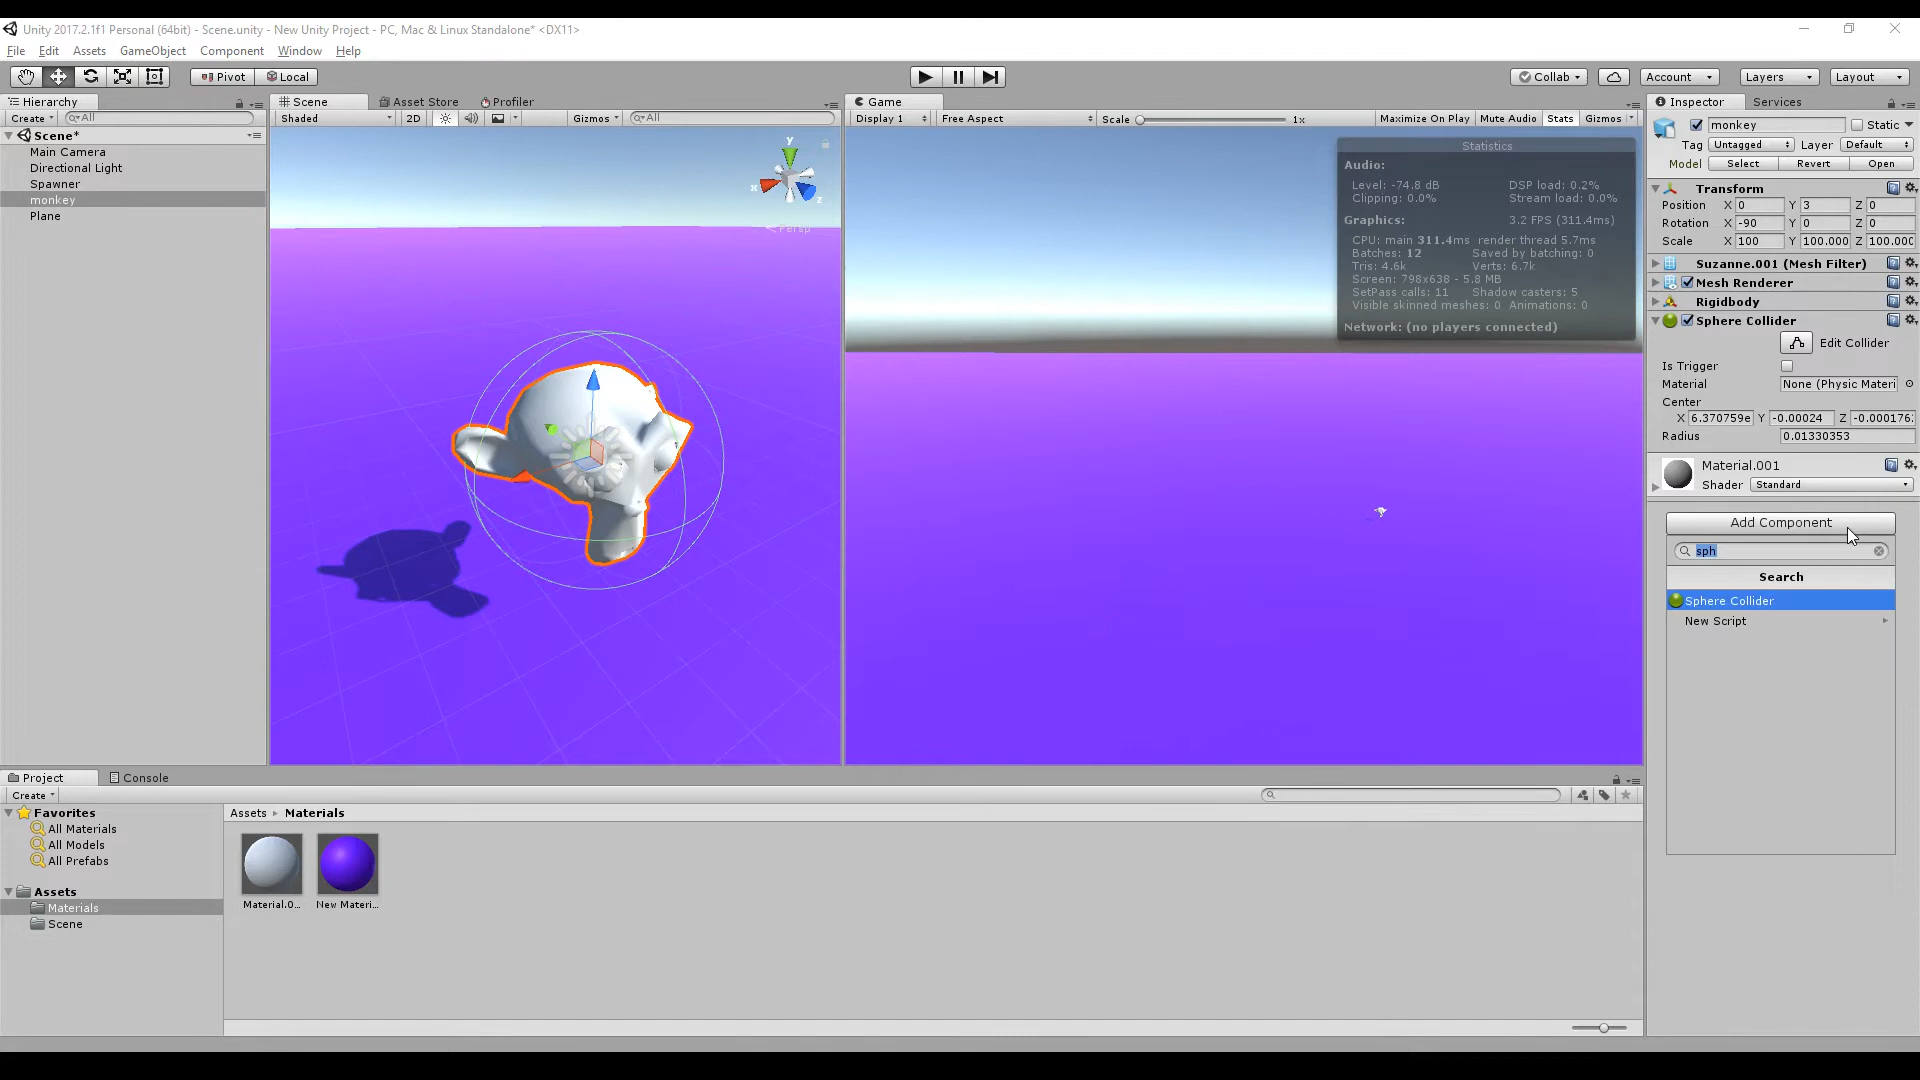 Unity 2017.2.1f1 Personal (64bit) - Scene.unity - New Unity Project - PC, Mac & Linux Standalone* <DX11>
File Edit Assets GameObject Component Window Help
Pivot Local Collab Account Layers Layout
Hierarchy
Create All
Scene*
Main Camera
Directional Light
Spawner
monkey
Plane
Scene Asset Store Profiler
Shaded 2D Gizmos All
y
x
z
Persp
Game
Display 1 Free Aspect Scale 1x Maximize On Play Mute Audio Stats Gizmos
Statistics
Audio:
Level: -74.8 dB DSP load: 0.2%
Clipping: 0.0% Stream load: 0.0%
Graphics: 3.2 FPS (311.4ms)
CPU: main 311.4ms render thread 5.7ms
Batches: 12 Saved by batching: 0
Tris: 4.6k Verts: 6.7k
Screen: 798x638 - 5.8 MB
SetPass calls: 11 Shadow casters: 5
Visible skinned meshes: 0 Animations: 0
Network: (no players connected)
Inspector Services
monkey Static
Tag Untagged Layer Default
Model Select Revert Open
Transform
Position X 0 Y 3 Z 0
Rotation X -90 Y 0 Z 0
Scale X 100 Y 100.000 Z 100.000
Suzanne.001 (Mesh Filter)
Mesh Renderer
Rigidbody
Sphere Collider
Edit Collider
Is Trigger
Material None (Physic Materi
Center
X 6.370759e Y -0.00024 Z -0.000176
Radius 0.01330353
Material.001
Shader Standard
Add Component
sph
Search
Sphere Collider
New Script
Project Console
Create
Favorites
All Materials
All Models
All Prefabs
Assets
Materials
Scene
Assets Materials
Material.0... New Materi...